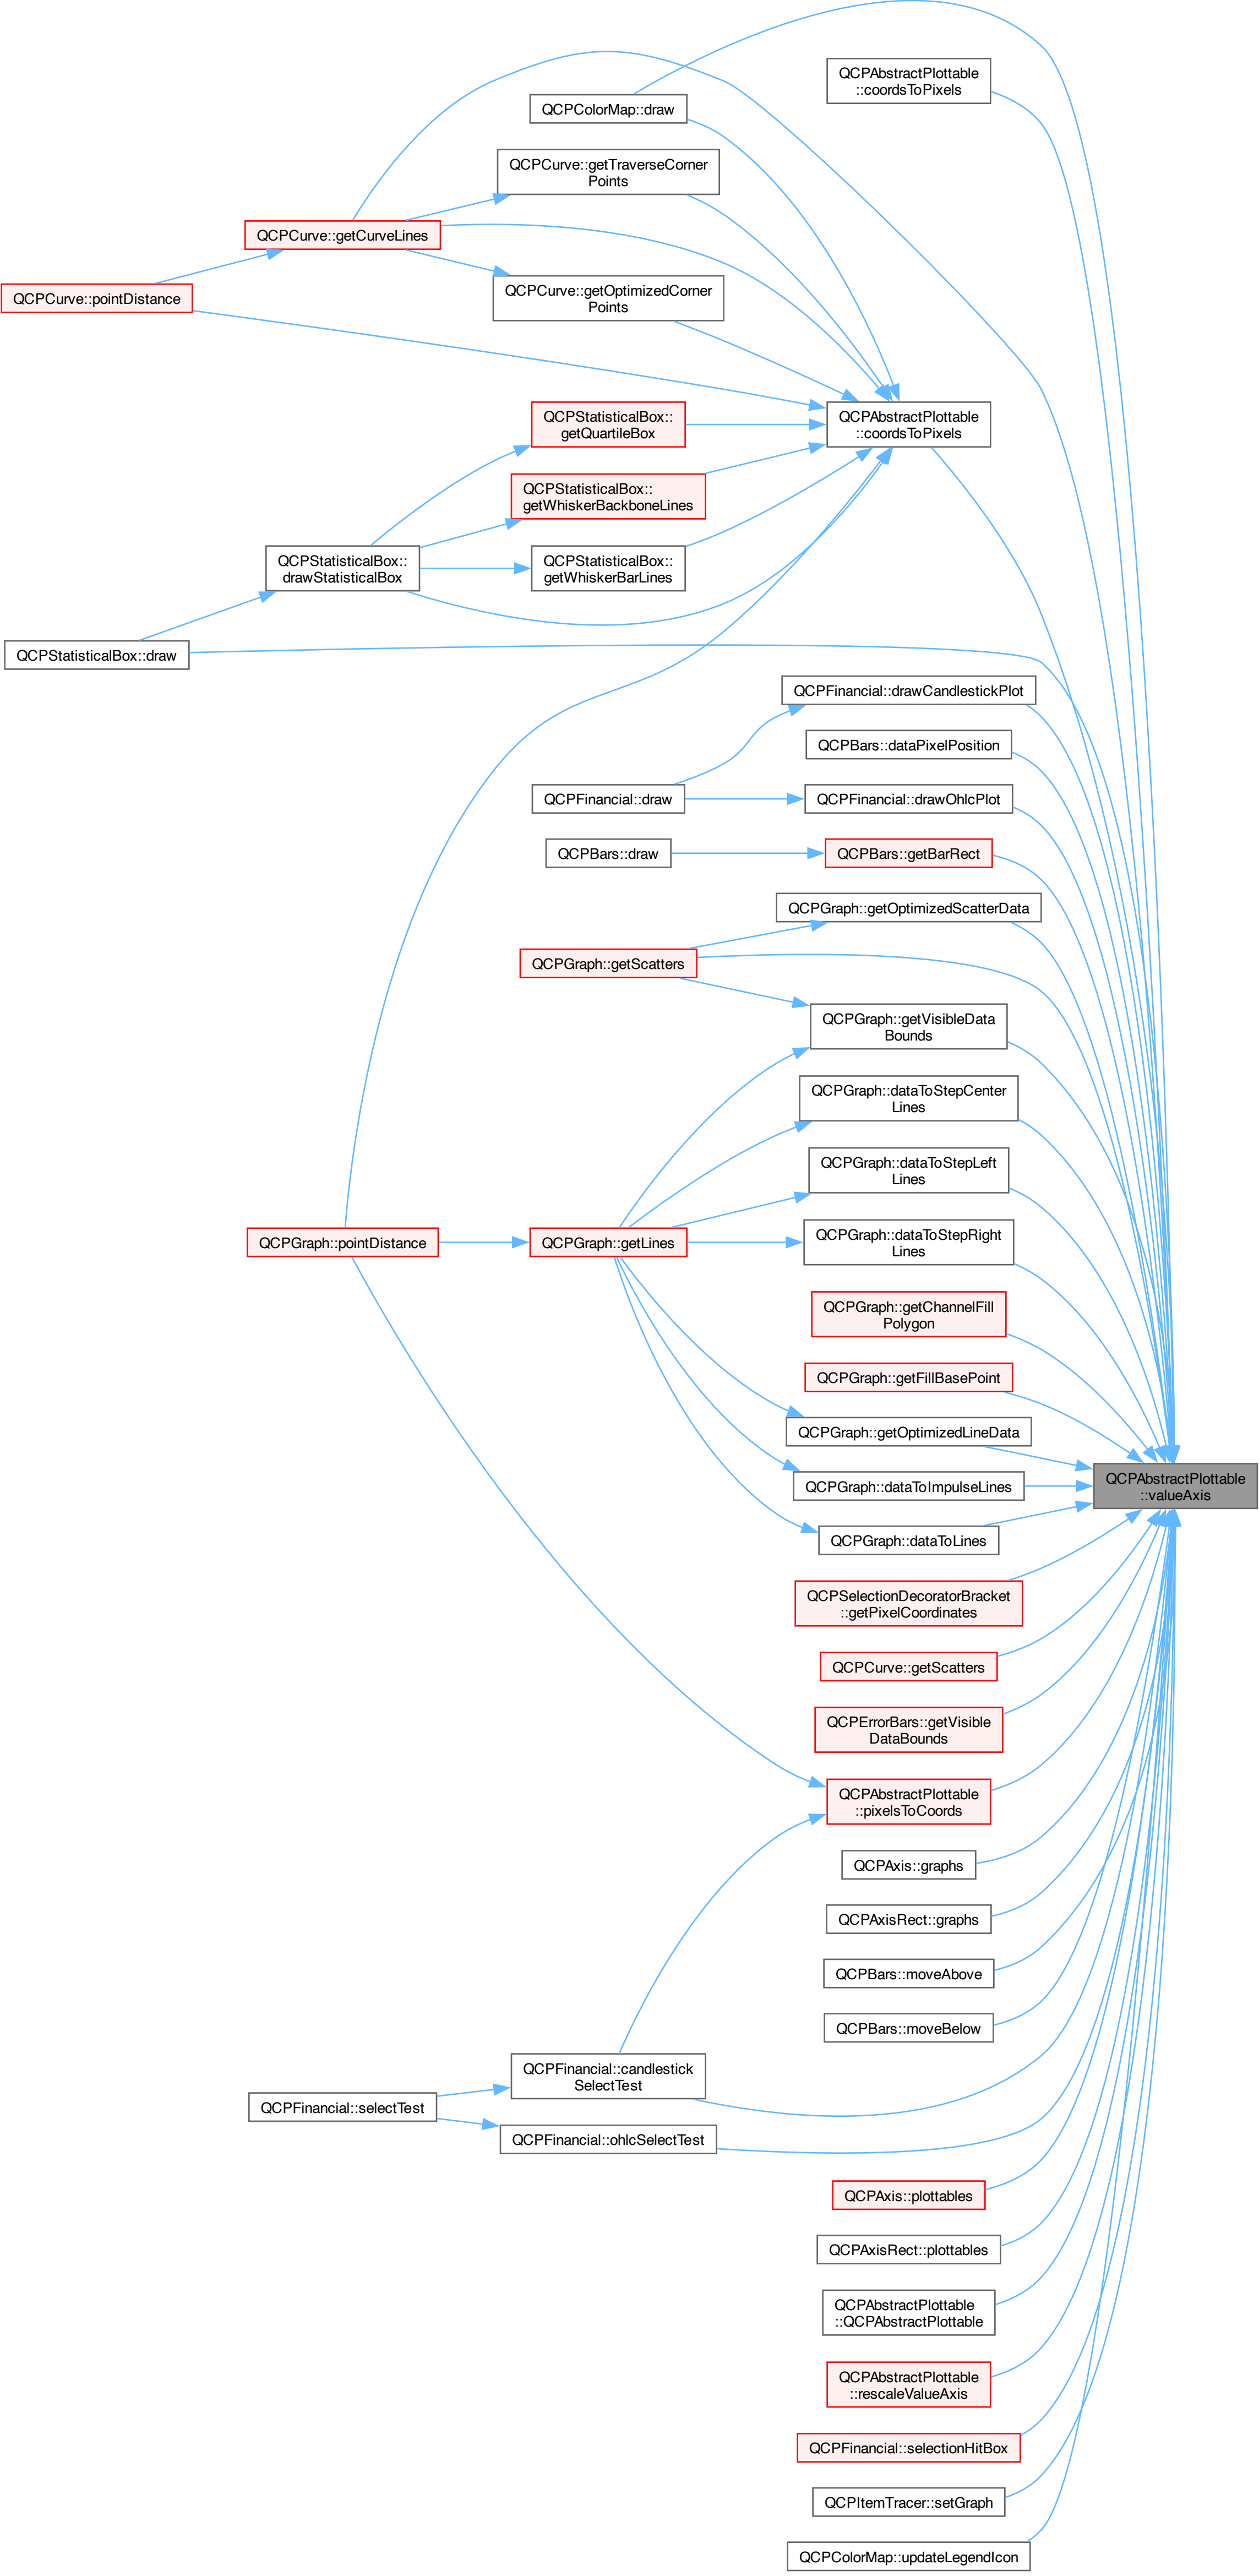 QCPAbstractPlottable
::coordsToPixels
QCPColorMap::draw
QCPCurve::getTraverseCorner
Points
QCPCurve::getCurveLines
QCPCurve::pointDistance
QCPCurve::getOptimizedCorner
Points
QCPStatisticalBox::
getQuartileBox
QCPAbstractPlottable
::coordsToPixels
QCPStatisticalBox::
getWhiskerBackboneLines
QCPStatisticalBox::
drawStatisticalBox
QCPStatisticalBox::
getWhiskerBarLines
QCPStatisticalBox::draw
QCPFinancial::drawCandlestickPlot
QCPBars::dataPixelPosition
QCPFinancial::draw
QCPFinancial::drawOhlcPlot
QCPBars::draw
QCPBars::getBarRect
QCPGraph::getOptimizedScatterData
QCPGraph::getScatters
QCPGraph::getVisibleData
Bounds
QCPGraph::dataToStepCenter
Lines
QCPGraph::dataToStepLeft
Lines
QCPGraph::pointDistance
QCPGraph::getLines
QCPGraph::dataToStepRight
Lines
QCPGraph::getChannelFill
Polygon
QCPGraph::getFillBasePoint
QCPGraph::getOptimizedLineData
QCPAbstractPlottable
::valueAxis
QCPGraph::dataToImpulseLines
QCPGraph::dataToLines
QCPSelectionDecoratorBracket
::getPixelCoordinates
QCPCurve::getScatters
QCPErrorBars::getVisible
DataBounds
QCPAbstractPlottable
::pixelsToCoords
QCPAxis::graphs
QCPAxisRect::graphs
QCPBars::moveAbove
QCPBars::moveBelow
QCPFinancial::candlestick
SelectTest
QCPFinancial::selectTest
QCPFinancial::ohlcSelectTest
QCPAxis::plottables
QCPAxisRect::plottables
QCPAbstractPlottable
::QCPAbstractPlottable
QCPAbstractPlottable
::rescaleValueAxis
QCPFinancial::selectionHitBox
QCPItemTracer::setGraph
QCPColorMap::updateLegendIcon